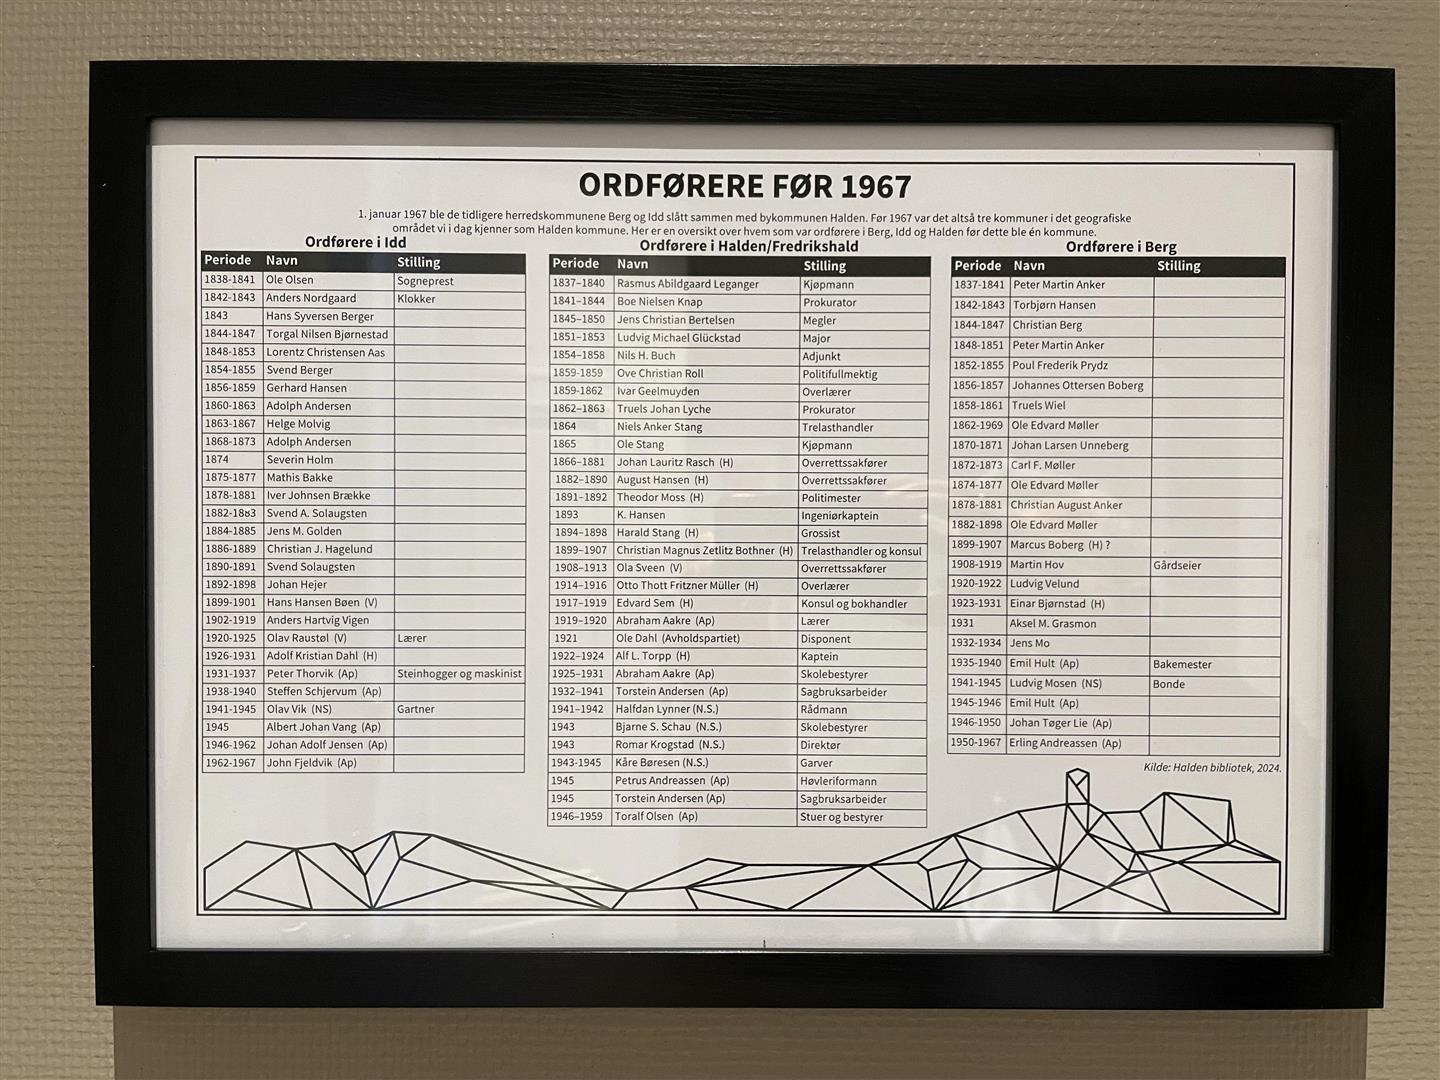 ORDFØRERE FØR 1967
1. januar 1967 ble de tidligere herredskommunene Berg og Idd slått sammen med bykommunen Halden. Før 1967 var det altså tre kommuner i det geografiske
området vi i dag kjenner som Halden kommune. Her er en oversikt over hvem som var ordførere i Berg, Idd og Halden før dette ble én kommune.
Ordførere i Idd
Periode Navn Stilling
1838-1841 Ole Olsen Sogneprest
1842-1843 Anders Nordgaard Klokker
1843 Hans Syversen Berger
1844-1847 Torgal Nilsen Bjørnestad
1848-1853 Lorentz Christensen Aas
1854-1855 Svend Berger
1856-1859 Gerhard Hansen
1860-1863 Adolph Andersen
1863-1867 Helge Molvig
1868-1873 Adolph Andersen
1874 Severin Holm
1875-1877 Mathis Bakke
1878-1881 Iver Johnsen Brække
1882-1883 Svend A. Solaugsten
1884-1885 Jens M. Golden
1886-1889 Christian J. Hagelund
1890-1891 Svend Solaugsten
1892-1898 Johan Hejer
1899-1901 Hans Hansen Bøen (V)
1902-1919 Anders Hartvig Vigen
1920-1925 Olav Raustøl (V) Lærer
1926-1931 Adolf Kristian Dahl (H)
1931-1937 Peter Thorvik (Ap) Steinhogger og maskinist
1938-1940 Steffen Schjervum (Ap)
1941-1945 Olav Vik (NS) Gartner
1945 Albert Johan Vang (Ap)
1946-1962 Johan Adolf Jensen (Ap)
1962-1967 John Fjeldvik (Ap)
Ordførere i Halden/Fredrikshald
Periode Navn Stilling
1837–1840 Rasmus Abildgaard Leganger Kjøpmann
1841–1844 Boe Nielsen Knap Prokurator
1845–1850 Jens Christian Bertelsen Megler
1851–1853 Ludvig Michael Glückstad Major
1854–1858 Nils H. Buch Adjunkt
1859-1859 Ove Christian Roll Politifullmektig
1859-1862 Ivar Geelmuyden Overlærer
1862–1863 Truels Johan Lyche Prokurator
1864 Niels Anker Stang Trelasthandler
1865 Ole Stang Kjøpmann
1866–1881 Johan Lauritz Rasch (H) Overrettssakfører
1882–1890 August Hansen (H) Overrettssakfører
1891–1892 Theodor Moss (H) Politimester
1893 K. Hansen Ingeniørkaptein
1894–1898 Harald Stang (H) Grossist
1899–1907 Christian Magnus Zetlitz Bothner (H) Trelasthandler og konsul
1908–1913 Ola Sveen (V) Overrettssakfører
1914–1916 Otto Thott Fritzner Müller (H) Overlærer
1917–1919 Edvard Sem (H) Konsul og bokhandler
1919–1920 Abraham Aakre (Ap) Lærer
1921 Ole Dahl (Avholdspartiet) Disponent
1922–1924 Alf L. Torpp (H) Kaptein
1925–1931 Abraham Aakre (Ap) Skolebestyrer
1932–1941 Torstein Andersen (Ap) Sagbruksarbeider
1941–1942 Halfdan Lynner (N.S.) Rådmann
1943 Bjarne S. Schau (N.S.) Skolebestyrer
1943 Romar Krogstad (N.S.) Direktør
1943-1945 Kåre Børesen (N.S.) Garver
1945 Petrus Andreassen (Ap) Høvleriformann
1945 Torstein Andersen (Ap) Sagbruksarbeider
1946–1959 Toralf Olsen (Ap) Stuer og bestyrer
Ordførere i Berg
Periode Navn Stilling
1837-1841 Peter Martin Anker
1842-1843 Torbjørn Hansen
1844-1847 Christian Berg
1848-1851 Peter Martin Anker
1852-1855 Poul Frederik Prydz
1856-1857 Johannes Ottersen Boberg
1858-1861 Truels Wiel
1862-1969 Ole Edvard Møller
1870-1871 Johan Larsen Unneberg
1872-1873 Carl F. Møller
1874-1877 Ole Edvard Møller
1878-1881 Christian August Anker
1882-1898 Ole Edvard Møller
1899-1907 Marcus Boberg (H) ?
1908-1919 Martin Hov Gårdseier
1920-1922 Ludvig Velund
1923-1931 Einar Bjørnstad (H)
1931 Aksel M. Grasmon
1932-1934 Jens Mo
1935-1940 Emil Hult (Ap) Bakemester
1941-1945 Ludvig Mosen (NS) Bonde
1945-1946 Emil Hult (Ap)
1946-1950 Johan Tøger Lie (Ap)
1950-1967 Erling Andreassen (Ap)
Kilde: Halden bibliotek, 2024.